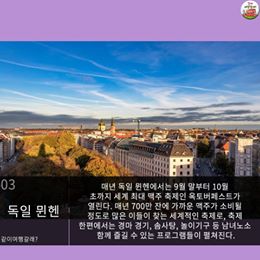 03
독일 뮌헨
같이여행갈래?
매년 독일 뮌헨에서는 9월 말부터 10월
초까지 세계 최대 맥주 축제인 옥토버페스트가
열린다. 매년 700만 잔에 가까운 맥주가 소비될
정도로 많은 이들이 찾는 세계적인 축제로, 축제
한편에서는 경마 경기, 솜사탕, 놀이기구 등 남녀노소
함께 즐길 수 있는 프로그램들이 펼쳐진다.